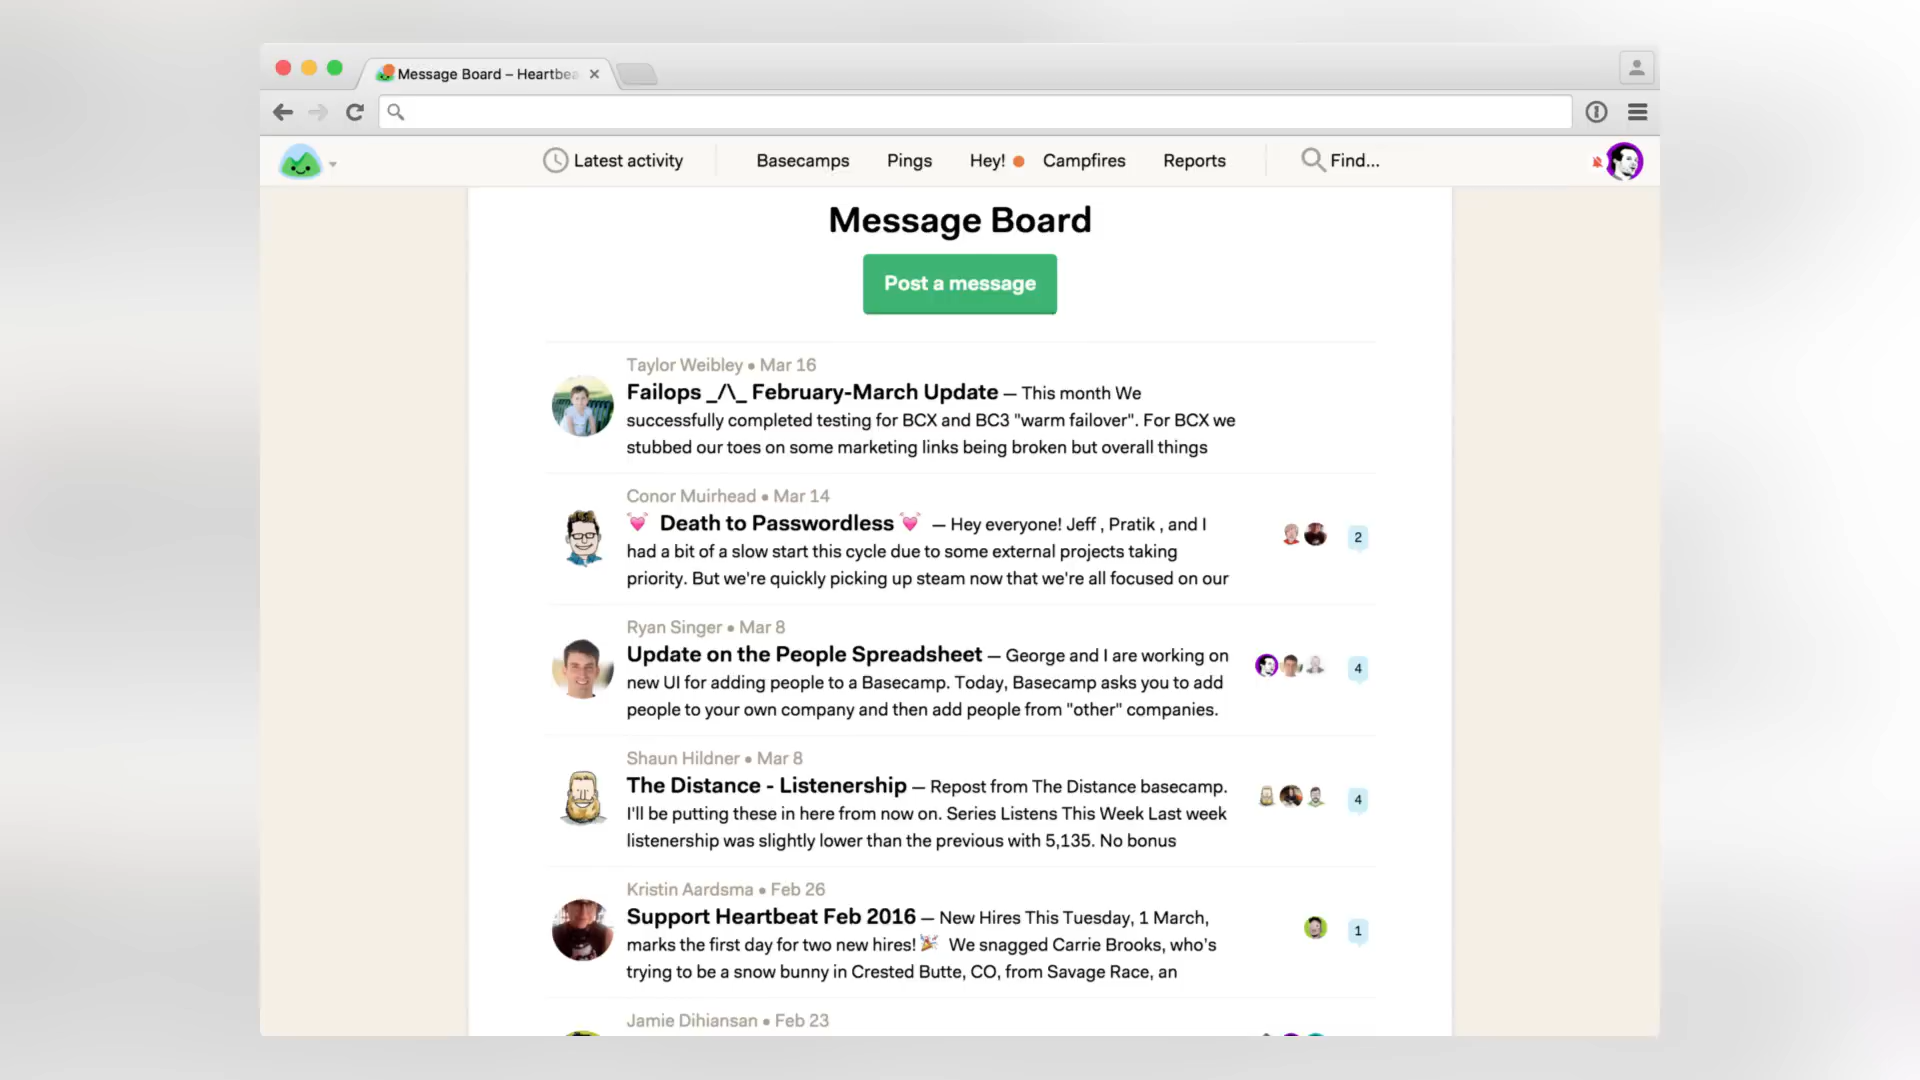 Message Board – Heartbea
Latest activity
Basecamps
Pings
Hey!
Campfires
Reports
Find...
Message Board
Post a message
Taylor Weibley • Mar 16
Failops _/\_ February-March Update — This month We
successfully completed testing for BCX and BC3 "warm failover". For BCX we
stubbed our toes on some marketing links being broken but overall things
Conor Muirhead • Mar 14
💓 Death to Passwordless 💓 — Hey everyone! Jeff , Pratik , and I
had a bit of a slow start this cycle due to some external projects taking
priority. But we're quickly picking up steam now that we're all focused on our
2
Ryan Singer • Mar 8
Update on the People Spreadsheet — George and I are working on
new UI for adding people to a Basecamp. Today, Basecamp asks you to add
people to your own company and then add people from "other" companies.
4
Shaun Hildner • Mar 8
The Distance - Listenership — Repost from The Distance basecamp.
I'll be putting these in here from now on. Series Listens This Week Last week
listenership was slightly lower than the previous with 5,135. No bonus
4
Kristin Aardsma • Feb 26
Support Heartbeat Feb 2016 — New Hires This Tuesday, 1 March,
marks the first day for two new hires! 🎉 We snagged Carrie Brooks, who's
trying to be a snow bunny in Crested Butte, CO, from Savage Race, an
1
Jamie Dihiansan • Feb 23